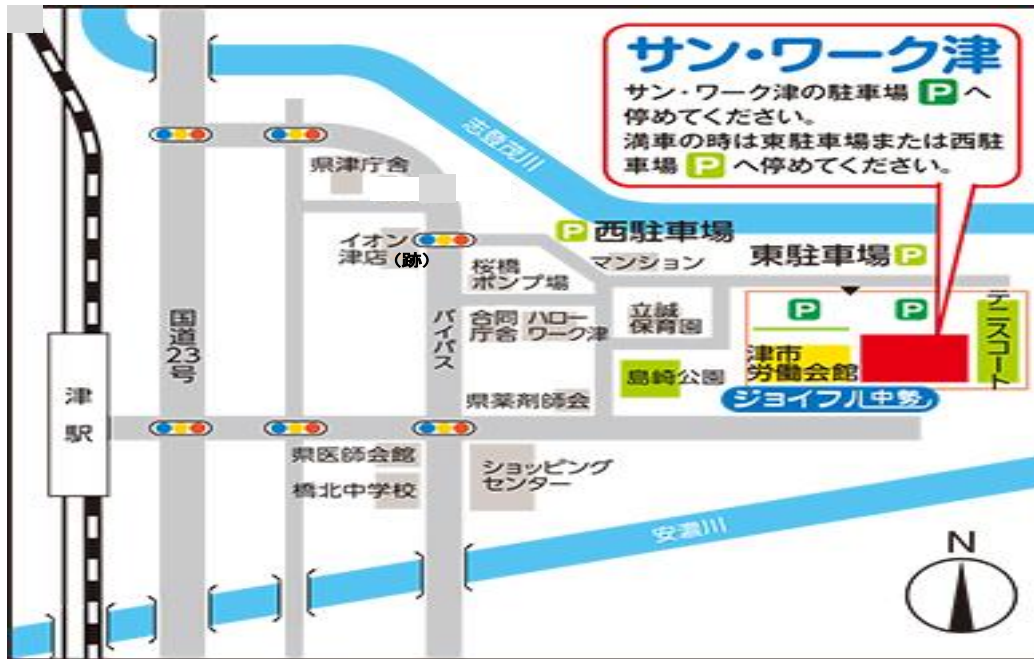 サン・ワーク津
サン・ワーク津の駐車場 P へ
停めてください。
満車の時は東駐車場または西駐
車場 P へ停めてください。
志登茂川
県津庁舎
イオン
津店(跡)
P 西駐車場
マンション
東駐車場 P
桜橋
ポンプ場
国道23号
バイパス
合同
庁舎
ハロー
ワーク津
立誠
保育園
P
P
テニスコート
津市
労働会館
島崎公園
ジョイフル中勢
県薬剤師会
津駅
県医師会館
橋北中学校
ショッピング
センター
安濃川
N